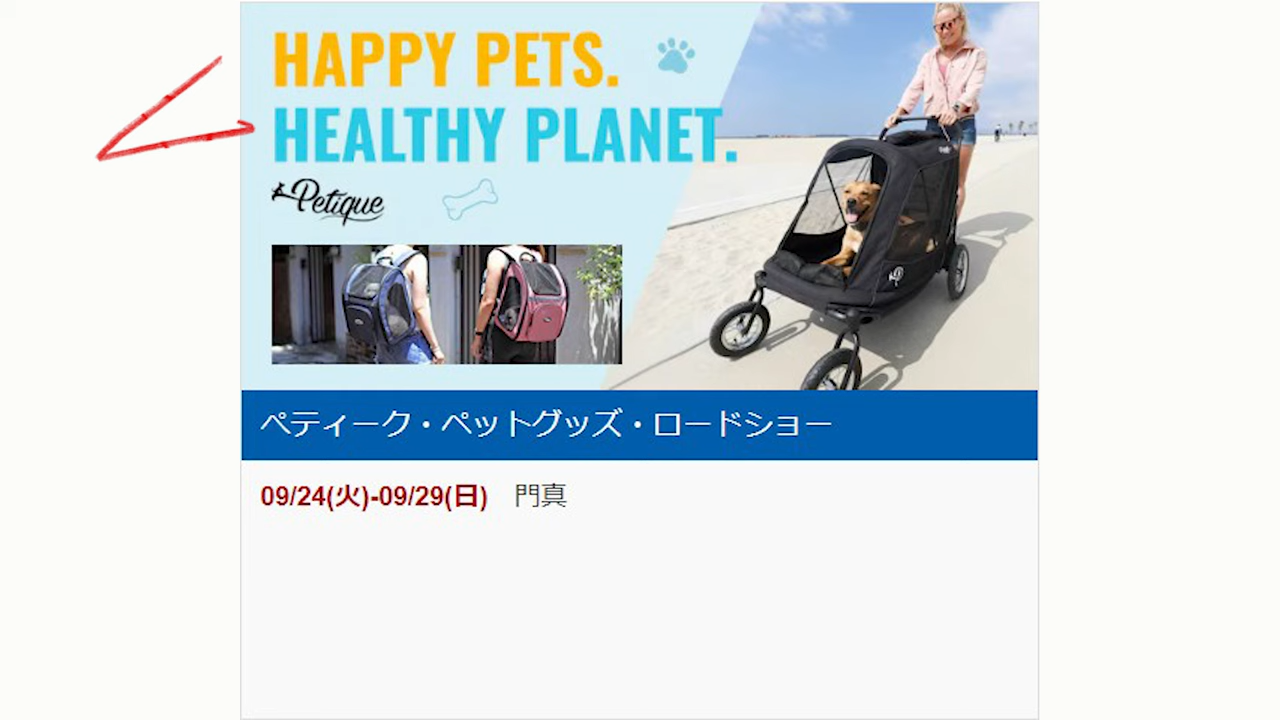 HAPPY PETS.
HEALTHY PLANET.
Petique
ペティーク・ペットグッズ・ロードショー
09/24(火)-09/29(日) 門真